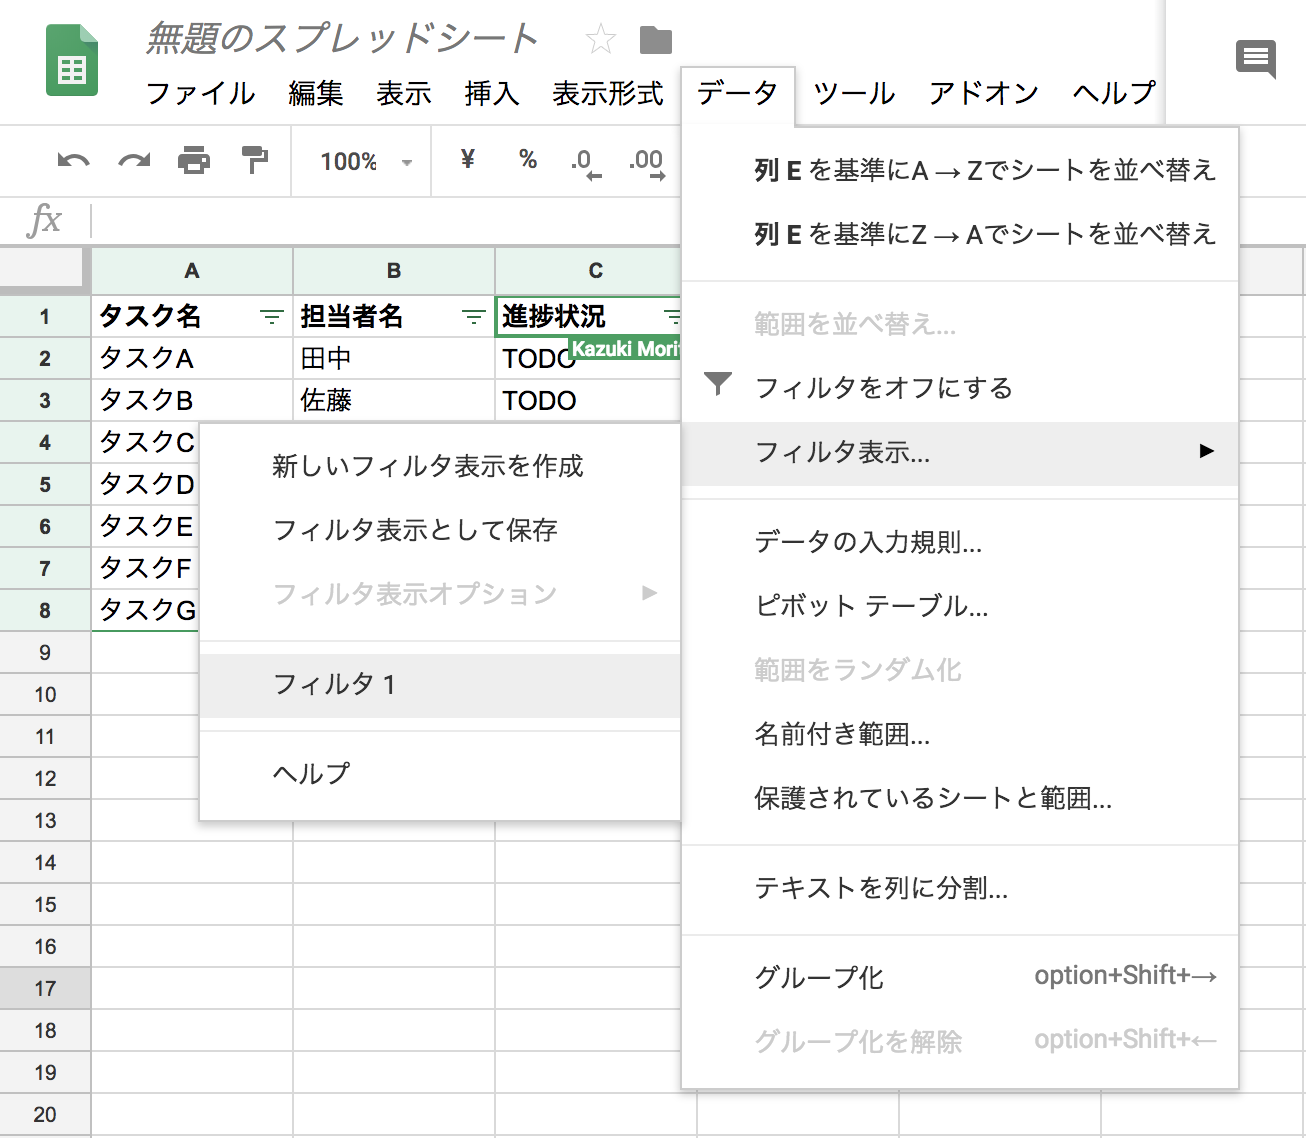 無題のスプレッドシート
ファイル 編集 表示 挿入 表示形式 データ ツール アドオン ヘルプ
100% ¥ % .0 .00
fx
A B C
1 タスク名 担当者名 進捗状況
Kazuki Morit
2 タスクA 田中 TODO
3 タスクB 佐藤 TODO
4 タスクC
5 タスクD
6 タスクE
7 タスクF
8 タスクG
9
10
11
12
13
14
15
16
17
18
19
20
新しいフィルタ表示を作成
フィルタ表示として保存
フィルタ表示オプション
フィルタ 1
ヘルプ
列 E を基準にA → Zでシートを並べ替え
列 E を基準にZ → Aでシートを並べ替え
範囲を並べ替え...
フィルタをオフにする
フィルタ表示...
データの入力規則...
ピボット テーブル...
範囲をランダム化
名前付き範囲...
保護されているシートと範囲...
テキストを列に分割...
グループ化 option+Shift+→
グループ化を解除 option+Shift+←